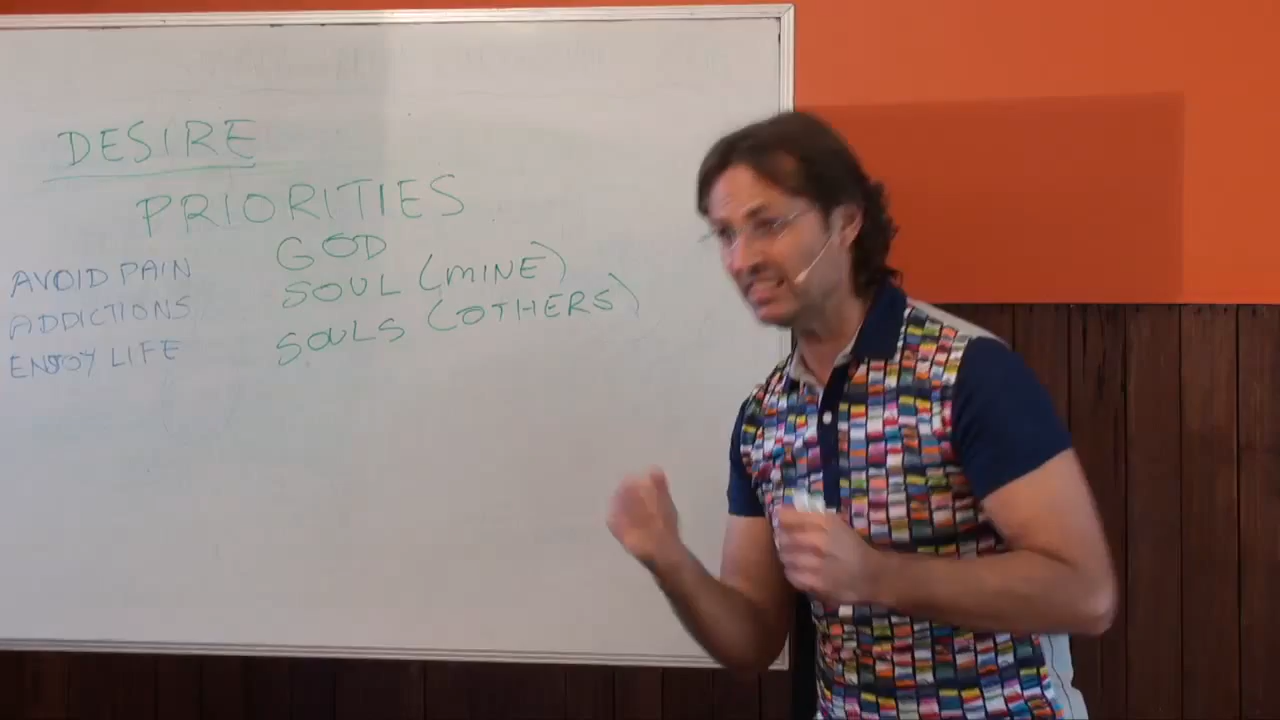 DESIRE
PRIORITIES
GOD
SOUL (MINE)
SOULS (OTHERS)
AVOID PAIN
ADDICTIONS
ENJOY LIFE